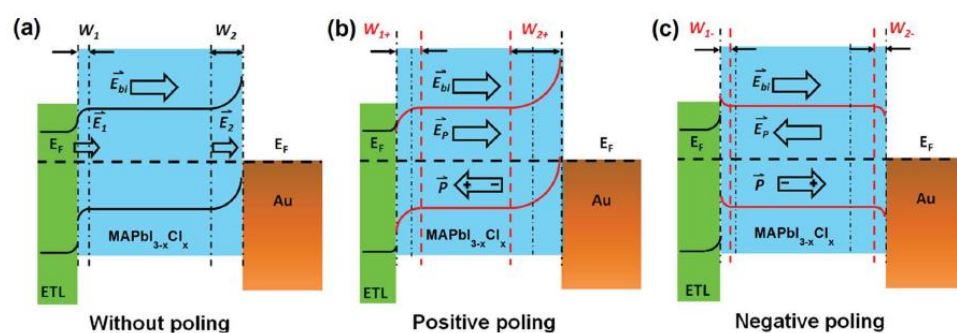 (a)
W1
W2
Ebi
E1
E2
EF
EF
Au
MAPbI3-xClx
ETL
Without poling
(b)
W1+
W2+
Ebi
EP
EF
EF
P
+ −
Au
MAPbI3-xClx
ETL
Positive poling
(c)
W1-
W2-
Ebi
EP
EF
EF
P
− +
Au
MAPbI3-xClx
ETL
Negative poling